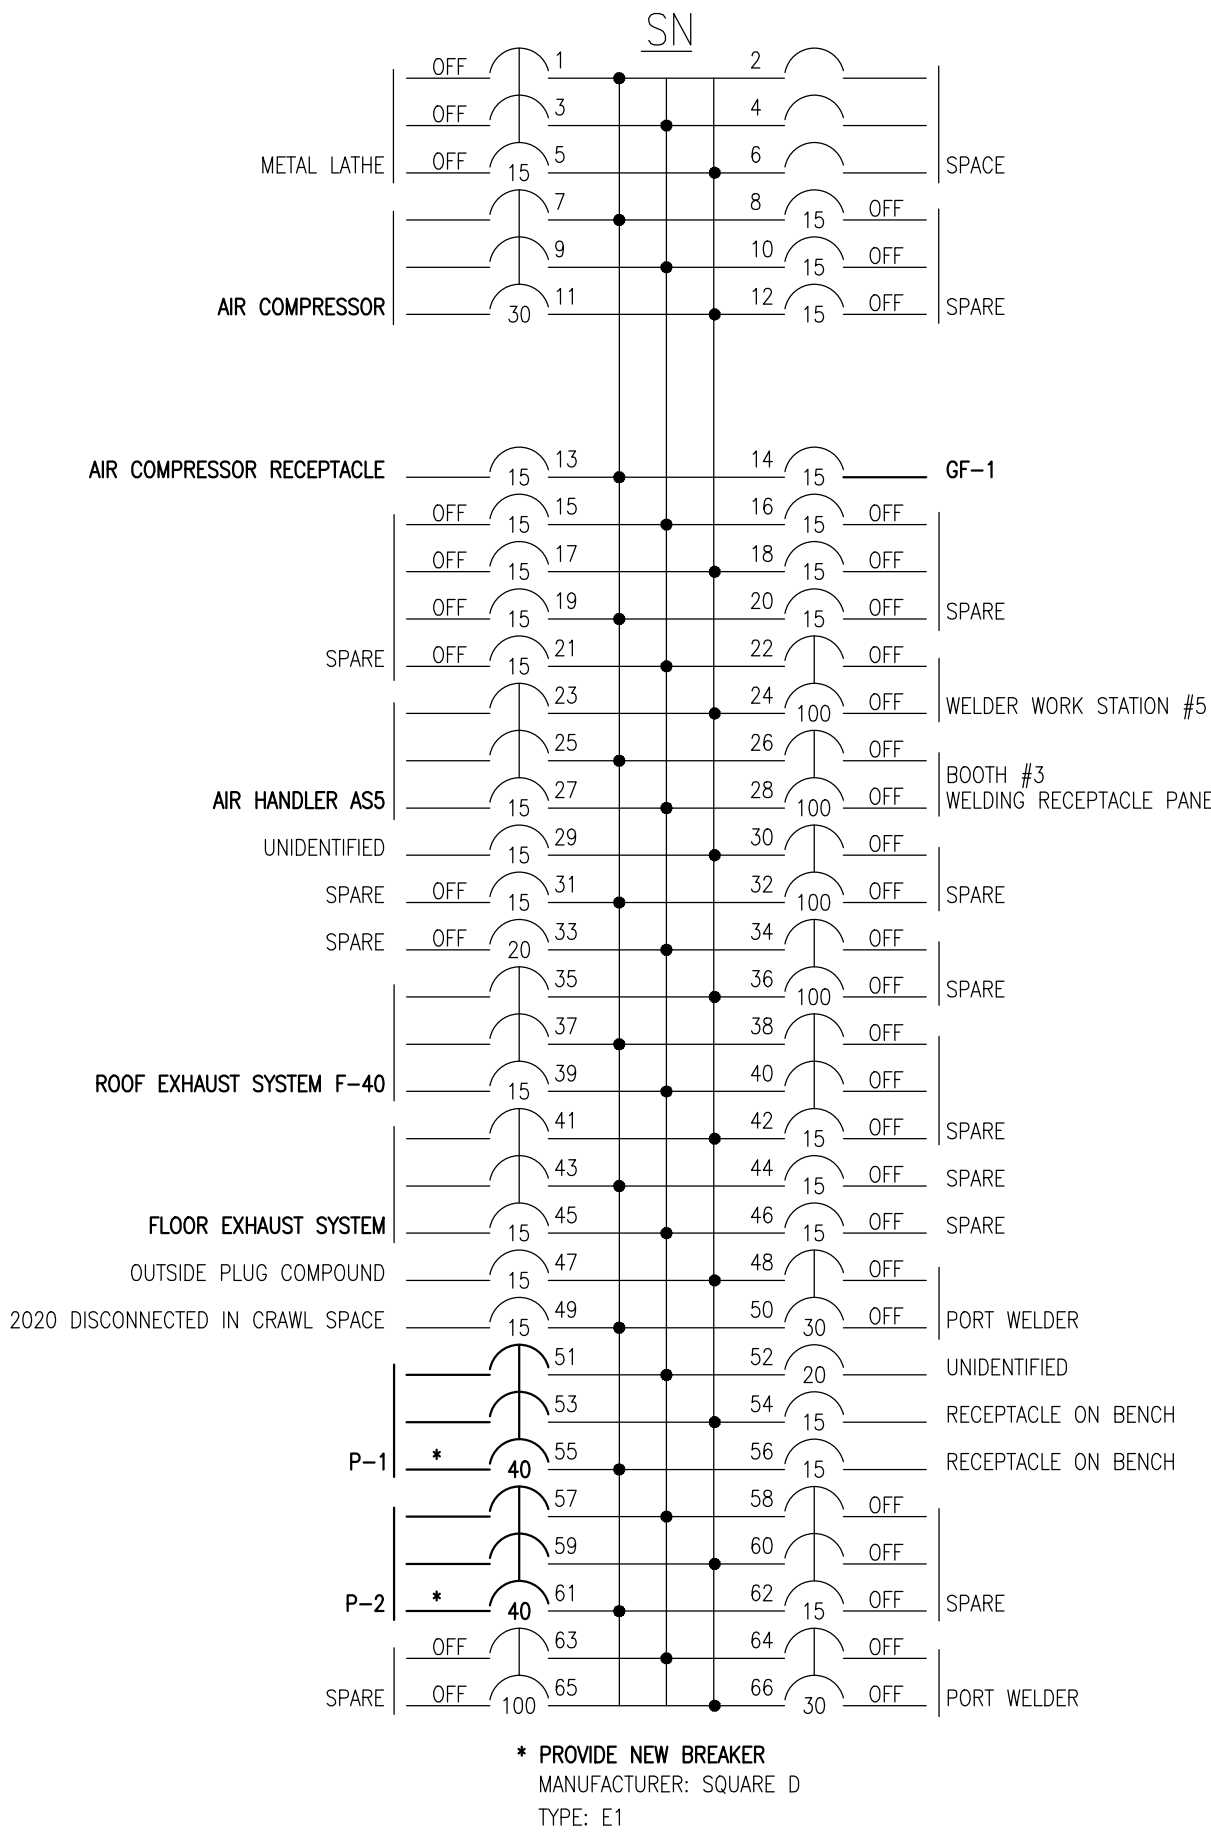 SN
OFF 1 2
OFF 3 4
METAL LATHE OFF 15 5 6 SPACE
7 8 15 OFF
9 10 15 OFF
AIR COMPRESSOR 30 11 12 15 OFF SPARE
AIR COMPRESSOR RECEPTACLE 15 13 14 15 GF-1
OFF 15 15 16 15 OFF
OFF 15 17 18 15 OFF
OFF 15 19 20 15 OFF SPARE
SPARE OFF 15 21 22 OFF
23 24 100 OFF WELDER WORK STATION #5
25 26 OFF BOOTH #3
AIR HANDLER AS5 15 27 28 100 OFF WELDING RECEPTACLE PANE
UNIDENTIFIED 15 29 30 OFF
SPARE OFF 15 31 32 100 OFF SPARE
SPARE OFF 20 33 34 OFF
35 36 100 OFF SPARE
37 38 OFF
ROOF EXHAUST SYSTEM F-40 15 39 40 OFF
41 42 15 OFF SPARE
43 44 15 OFF SPARE
FLOOR EXHAUST SYSTEM 15 45 46 15 OFF SPARE
OUTSIDE PLUG COMPOUND 15 47 48 OFF
2020 DISCONNECTED IN CRAWL SPACE 15 49 50 30 OFF PORT WELDER
51 52 20 UNIDENTIFIED
53 54 15 RECEPTACLE ON BENCH
P-1 * 40 55 56 15 RECEPTACLE ON BENCH
57 58 OFF
59 60 OFF
P-2 * 40 61 62 15 OFF SPARE
OFF 63 64 OFF
SPARE OFF 100 65 66 30 OFF PORT WELDER
* PROVIDE NEW BREAKER
MANUFACTURER: SQUARE D
TYPE: E1